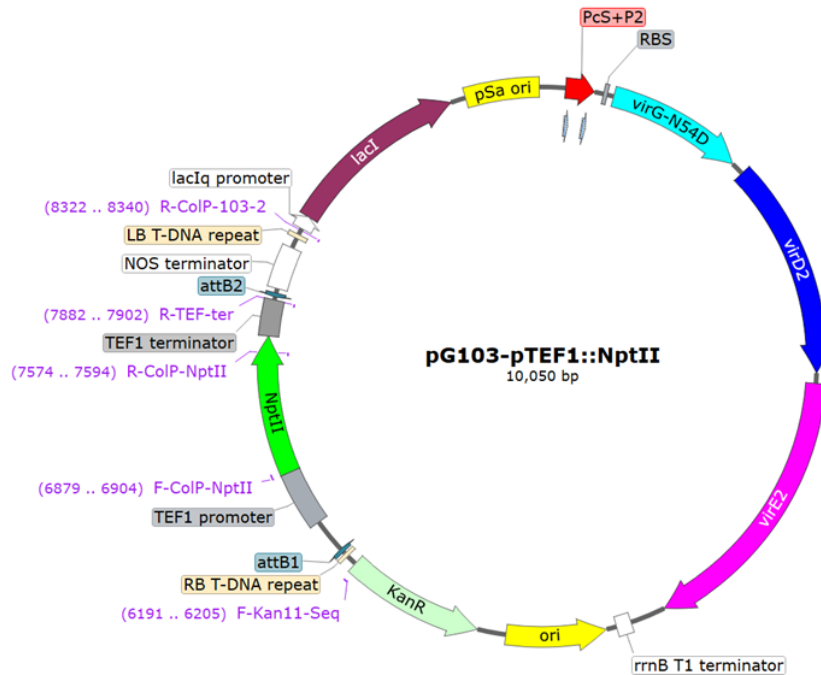 PcS+P2
RBS
pSa ori
virG-N54D
lacI
virD2
lacIq promoter
(8322 .. 8340) R-ColP-103-2
LB T-DNA repeat
NOS terminator
attB2
(7882 .. 7902) R-TEF-ter
TEF1 terminator
(7574 .. 7594) R-ColP-NptII
pG103-pTEF1::NptII
10,050 bp
NptII
(6879 .. 6904) F-ColP-NptII
TEF1 promoter
virE2
attB1
RB T-DNA repeat
KanR
(6191 .. 6205) F-Kan11-Seq
ori
rrnB T1 terminator